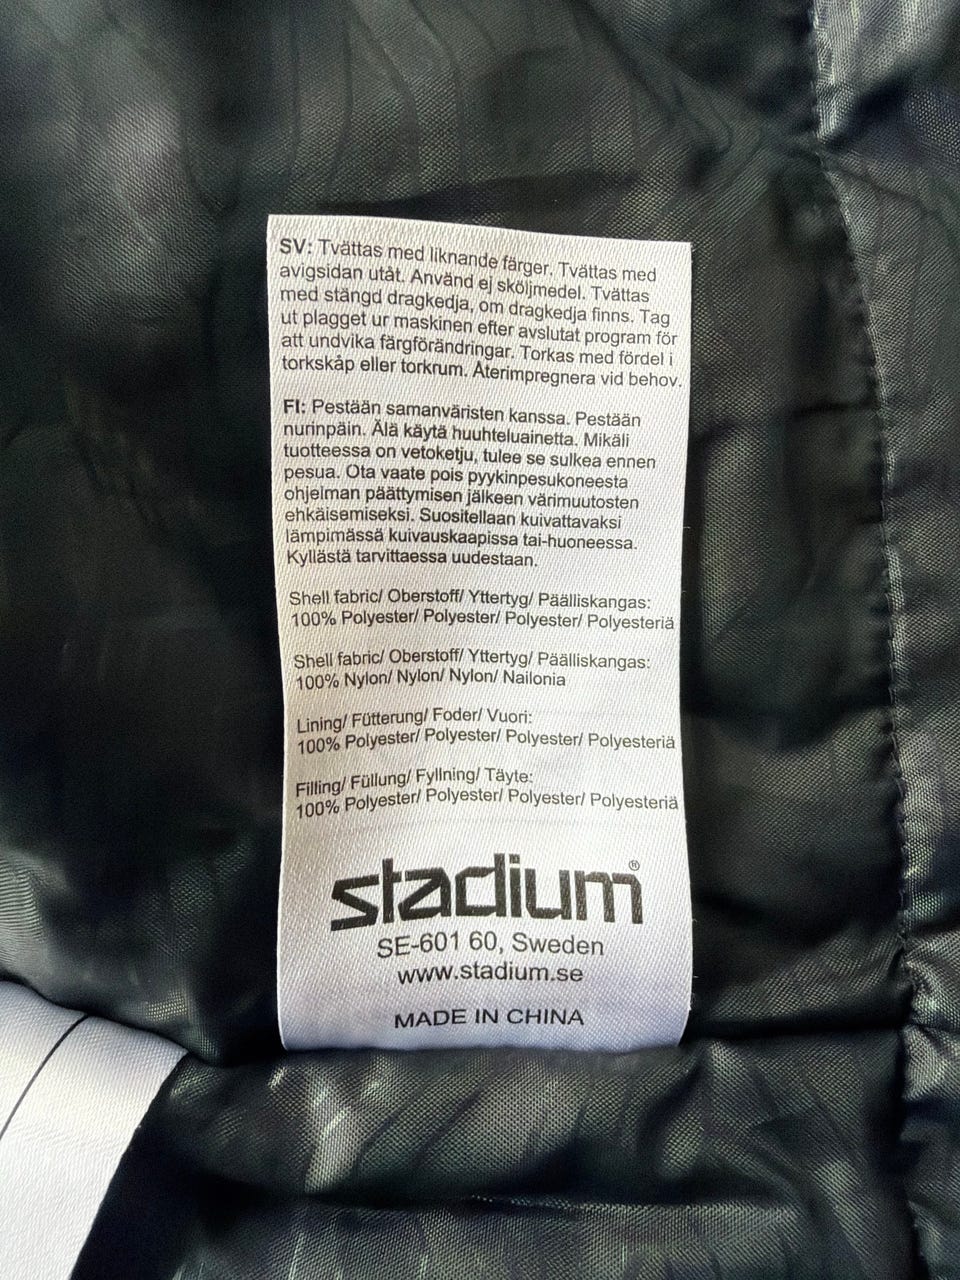 SV: Tvättas med liknande färger. Tvättas med
avigsidan utåt. Använd ej sköljmedel. Tvättas
med stängd dragkedja, om dragkedja finns. Tag
ut plagget ur maskinen efter avslutat program för
att undvika färgförändringar. Torkas med fördel i
torkskåp eller torkrum. Återimpregnera vid behov.
FI: Pestään samanväristen kanssa. Pestään
nurinpäin. Älä käytä huuhteluainetta. Mikäli
tuotteessa on vetoketju, tulee se sulkea ennen
pesua. Ota vaate pois pyykinpesukoneesta
ohjelman päättymisen jälkeen värimuutosten
ehkäisemiseksi. Suositellaan kuivattavaksi
lämpimässä kuivauskaapissa tai-huoneessa.
Kyllästä tarvittaessa uudestaan.
Shell fabric/ Oberstoff/ Yttertyg/ Päälliskangas:
100% Polyester/ Polyester/ Polyester/ Polyesteriä
Shell fabric/ Oberstoff/ Yttertyg/ Päälliskangas:
100% Nylon/ Nylon/ Nylon/ Nailonia
Lining/ Fütterung/ Foder/ Vuori:
100% Polyester/ Polyester/ Polyester/ Polyesteriä
Filling/ Füllung/ Fyllning/ Täyte:
100% Polyester/ Polyester/ Polyester/ Polyesteriä
stadium®
SE-601 60, Sweden
www.stadium.se
MADE IN CHINA